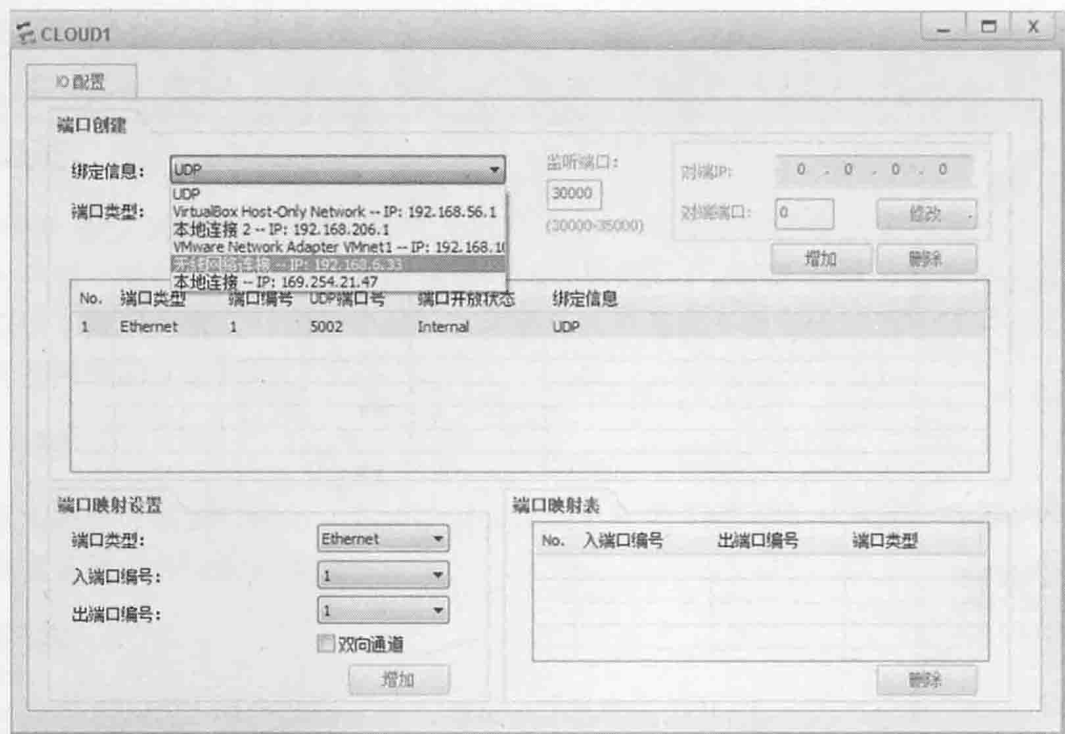 CLOUD1
IO 配置
端口创建
绑定信息: UDP
监听端口:
30000
(30000-35000)
对端IP: 0 . 0 . 0 . 0
对端端口: 0 修改
增加 删除
端口类型:
UDP
VirtualBox Host-Only Network -- IP: 192.168.56.1
本地连接 2 -- IP: 192.168.206.1
VMware Network Adapter VMnet1 -- IP: 192.168.10
无线网络连接 -- IP: 192.168.6.33
本地连接 -- IP: 169.254.21.47
No. 端口类型 端口编号 UDP端口号 端口开放状态 绑定信息
1 Ethernet 1 5002 Internal UDP
端口映射设置
端口类型: Ethernet
入端口编号: 1
出端口编号: 1
双向通道
增加
端口映射表
No. 入端口编号 出端口编号 端口类型
删除